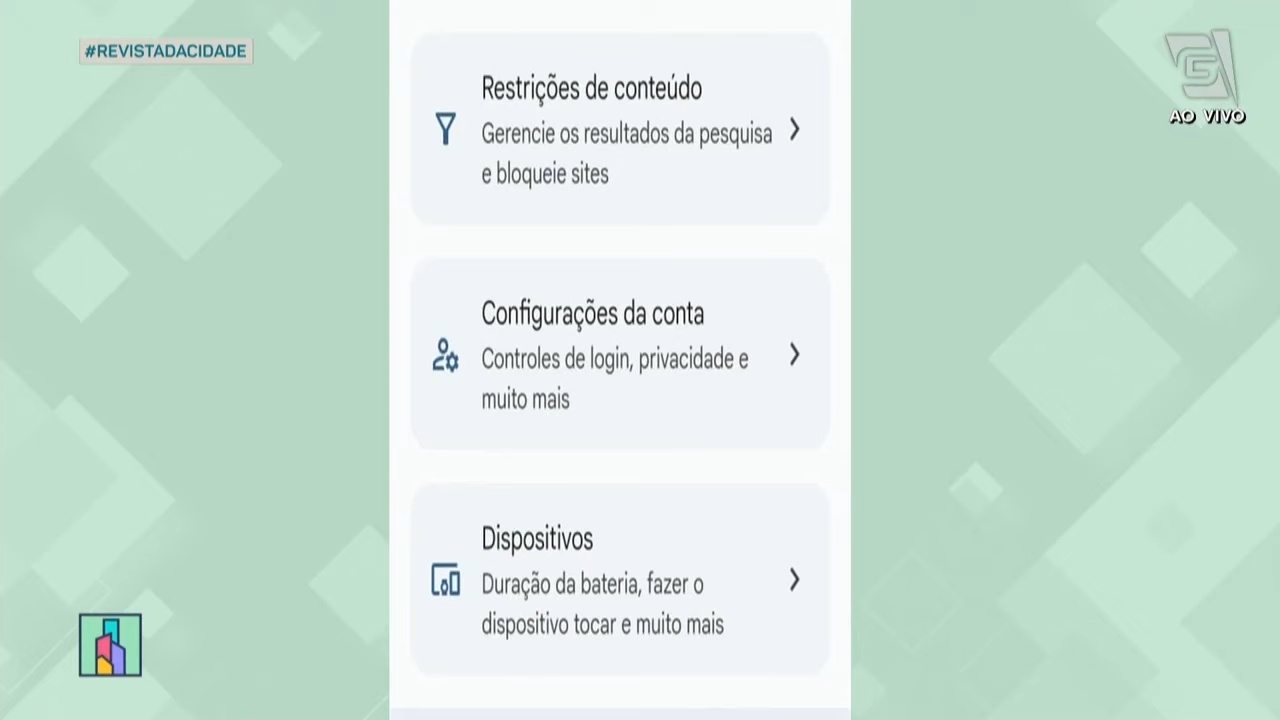 #REVISTADACIDADE
AO VIVO
Restrições de conteúdo
Gerencie os resultados da pesquisa
e bloqueie sites
Configurações da conta
Controles de login, privacidade e
muito mais
Dispositivos
Duração da bateria, fazer o
dispositivo tocar e muito mais